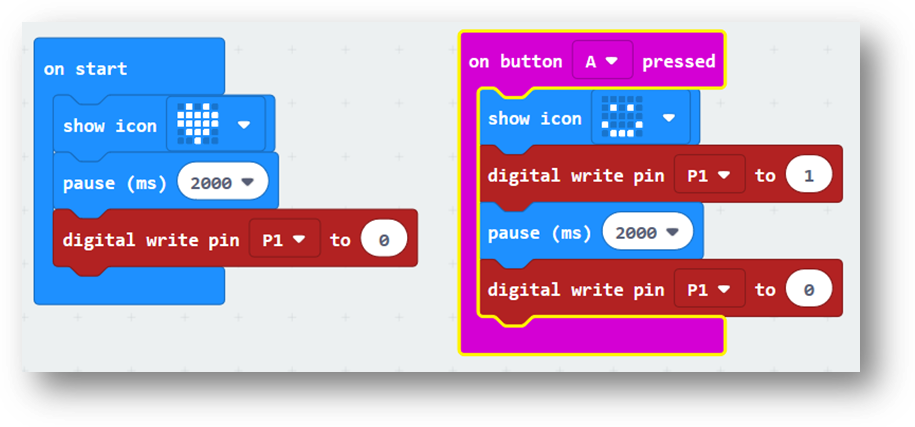 on start
show icon
pause (ms) 2000
digital write pin P1 to 0
on button A pressed
show icon
digital write pin P1 to 1
pause (ms) 2000
digital write pin P1 to 0